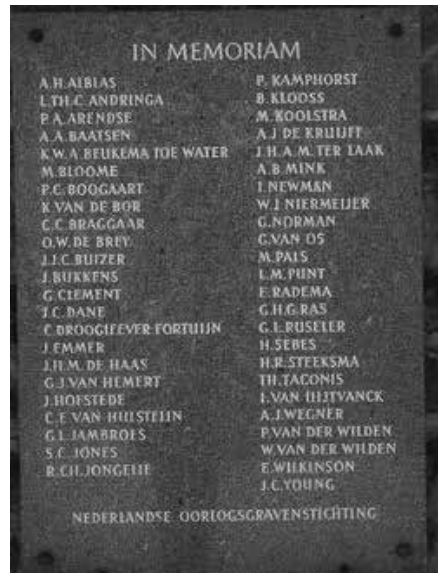 IN MEMORIAM
A.H.ALBLAS
L.TH.C.ANDRINGA
P.A.ARENDSE
A.A.BAATSEN
K.W.A.BEUKEMA TOE WATER
M.BLOOME
P.C.BOOGAART
K.VAN DE BOR
C.C.BRAGGAAR
O.W.DE BREY
J.J.C.BUIZER
J.BUKKENS
G.CLEMENT
J.C.DANE
C.DROOGLEEVER FORTUIJN
J.EMMER
J.H.M.DE HAAS
G.J.VAN HEMERT
J.HOFSTEDE
C.E.VAN HULSTEIJN
G.L.JAMBROES
S.C.JONES
R.CH.JONGELIE
P. KAMPHORST
B.KLOOSS
M.KOOLSTRA
A.J DE KRUIJFF
J.H.A.M.TER LAAK
A.B.MINK
I.NEWMAN
W.J NIERMEIJER
G.NORMAN
G.VAN OS
M.PALS
L.M.PUNT
E.RADEMA
G.H.G.RAS
G.L.RUSELER
H.SEBES
H.R.STEEKSMA
TH.TACONIS
I.VAN UIJTVANCK
A.J.WEGNER
P.VAN DER WILDEN
W.VAN DER WILDEN
E.WILKINSON
J.C.YOUNG
NEDERLANDSE OORLOGSGRAVENSTICHTING